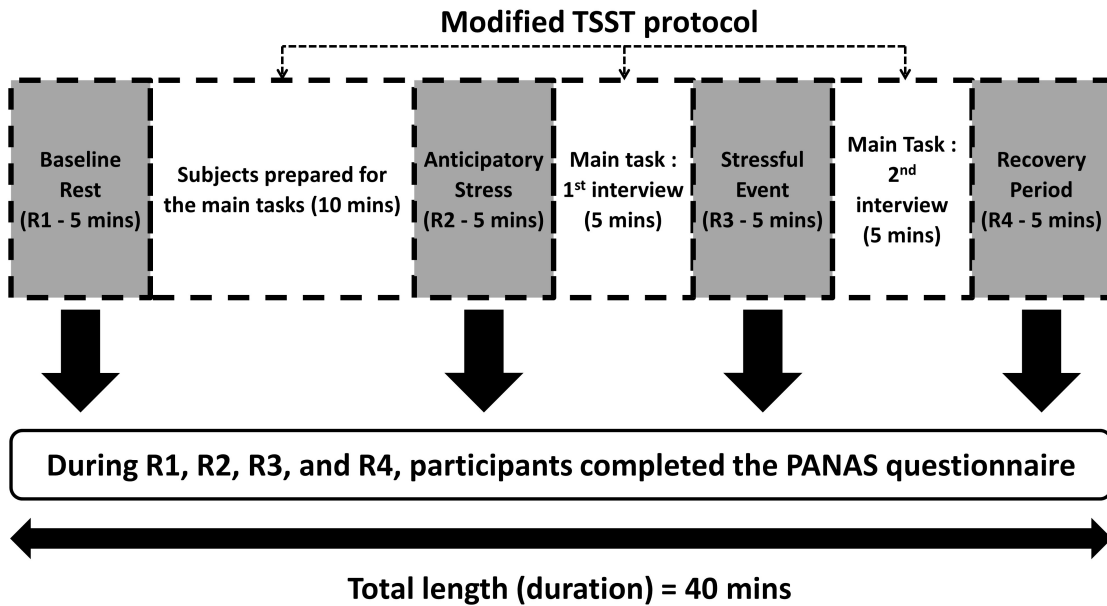 Modified TSST protocol
Baseline
Rest
(R1 - 5 mins)
Subjects prepared for
the main tasks (10 mins)
Anticipatory
Stress
(R2 - 5 mins)
Main task :
1st interview
(5 mins)
Stressful
Event
(R3 - 5 mins)
Main Task :
2nd
interview
(5 mins)
Recovery
Period
(R4 - 5 mins)
During R1, R2, R3, and R4, participants completed the PANAS questionnaire
Total length (duration) = 40 mins